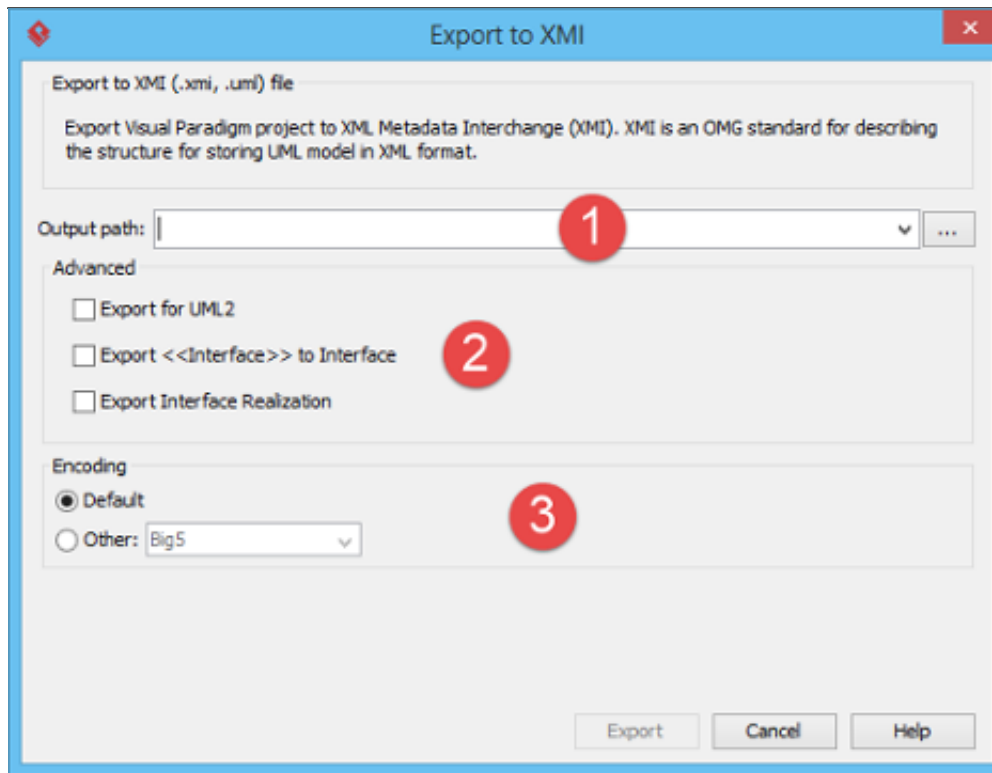 Export to XMI
Export to XMI (.xmi, .uml) file
Export Visual Paradigm project to XML Metadata Interchange (XMI). XMI is an OMG standard for describing
the structure for storing UML model in XML format.
Output path:
1
...
Advanced
Export for UML2
Export <<Interface>> to Interface
2
Export Interface Realization
Encoding
Default
3
Other: Big5
Export Cancel Help